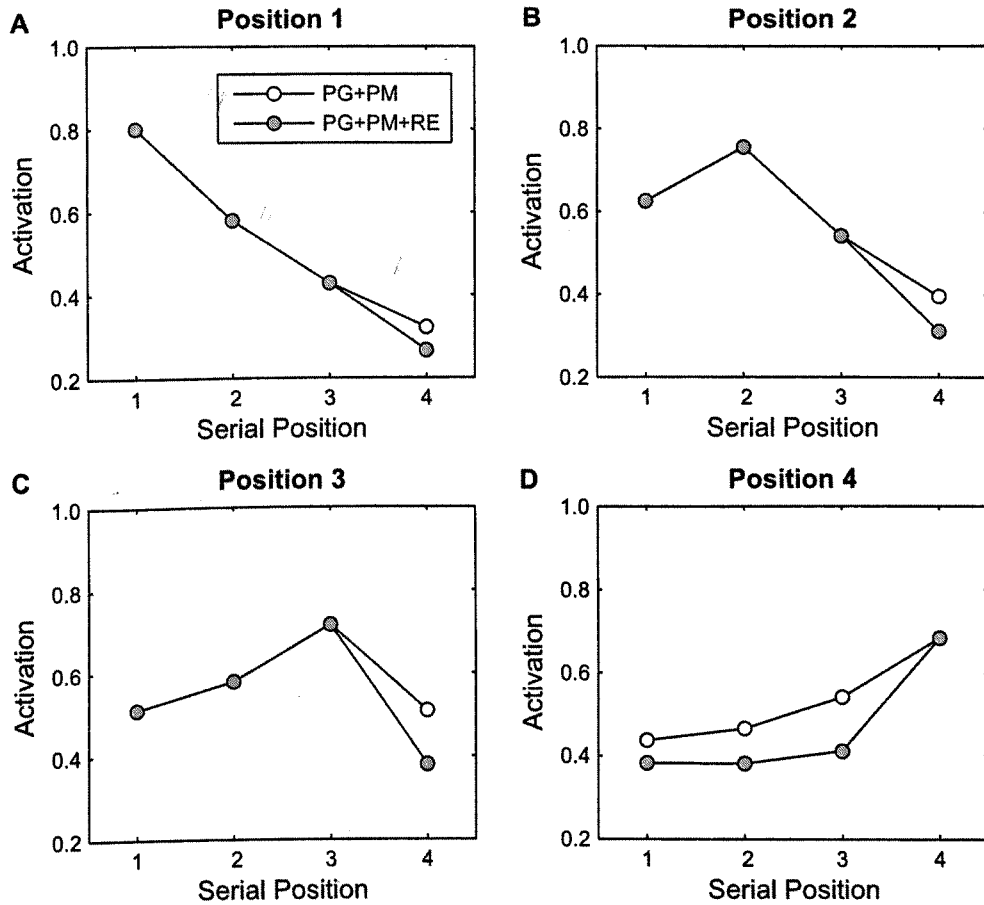 A
Position 1
1.0
0.8
0.6
0.4
0.2
Activation
PG+PM
PG+PM+RE
1 2 3 4
Serial Position
B
Position 2
1.0
0.8
0.6
0.4
0.2
Activation
1 2 3 4
Serial Position
C
Position 3
1.0
0.8
0.6
0.4
0.2
Activation
1 2 3 4
Serial Position
D
Position 4
1.0
0.8
0.6
0.4
0.2
Activation
1 2 3 4
Serial Position